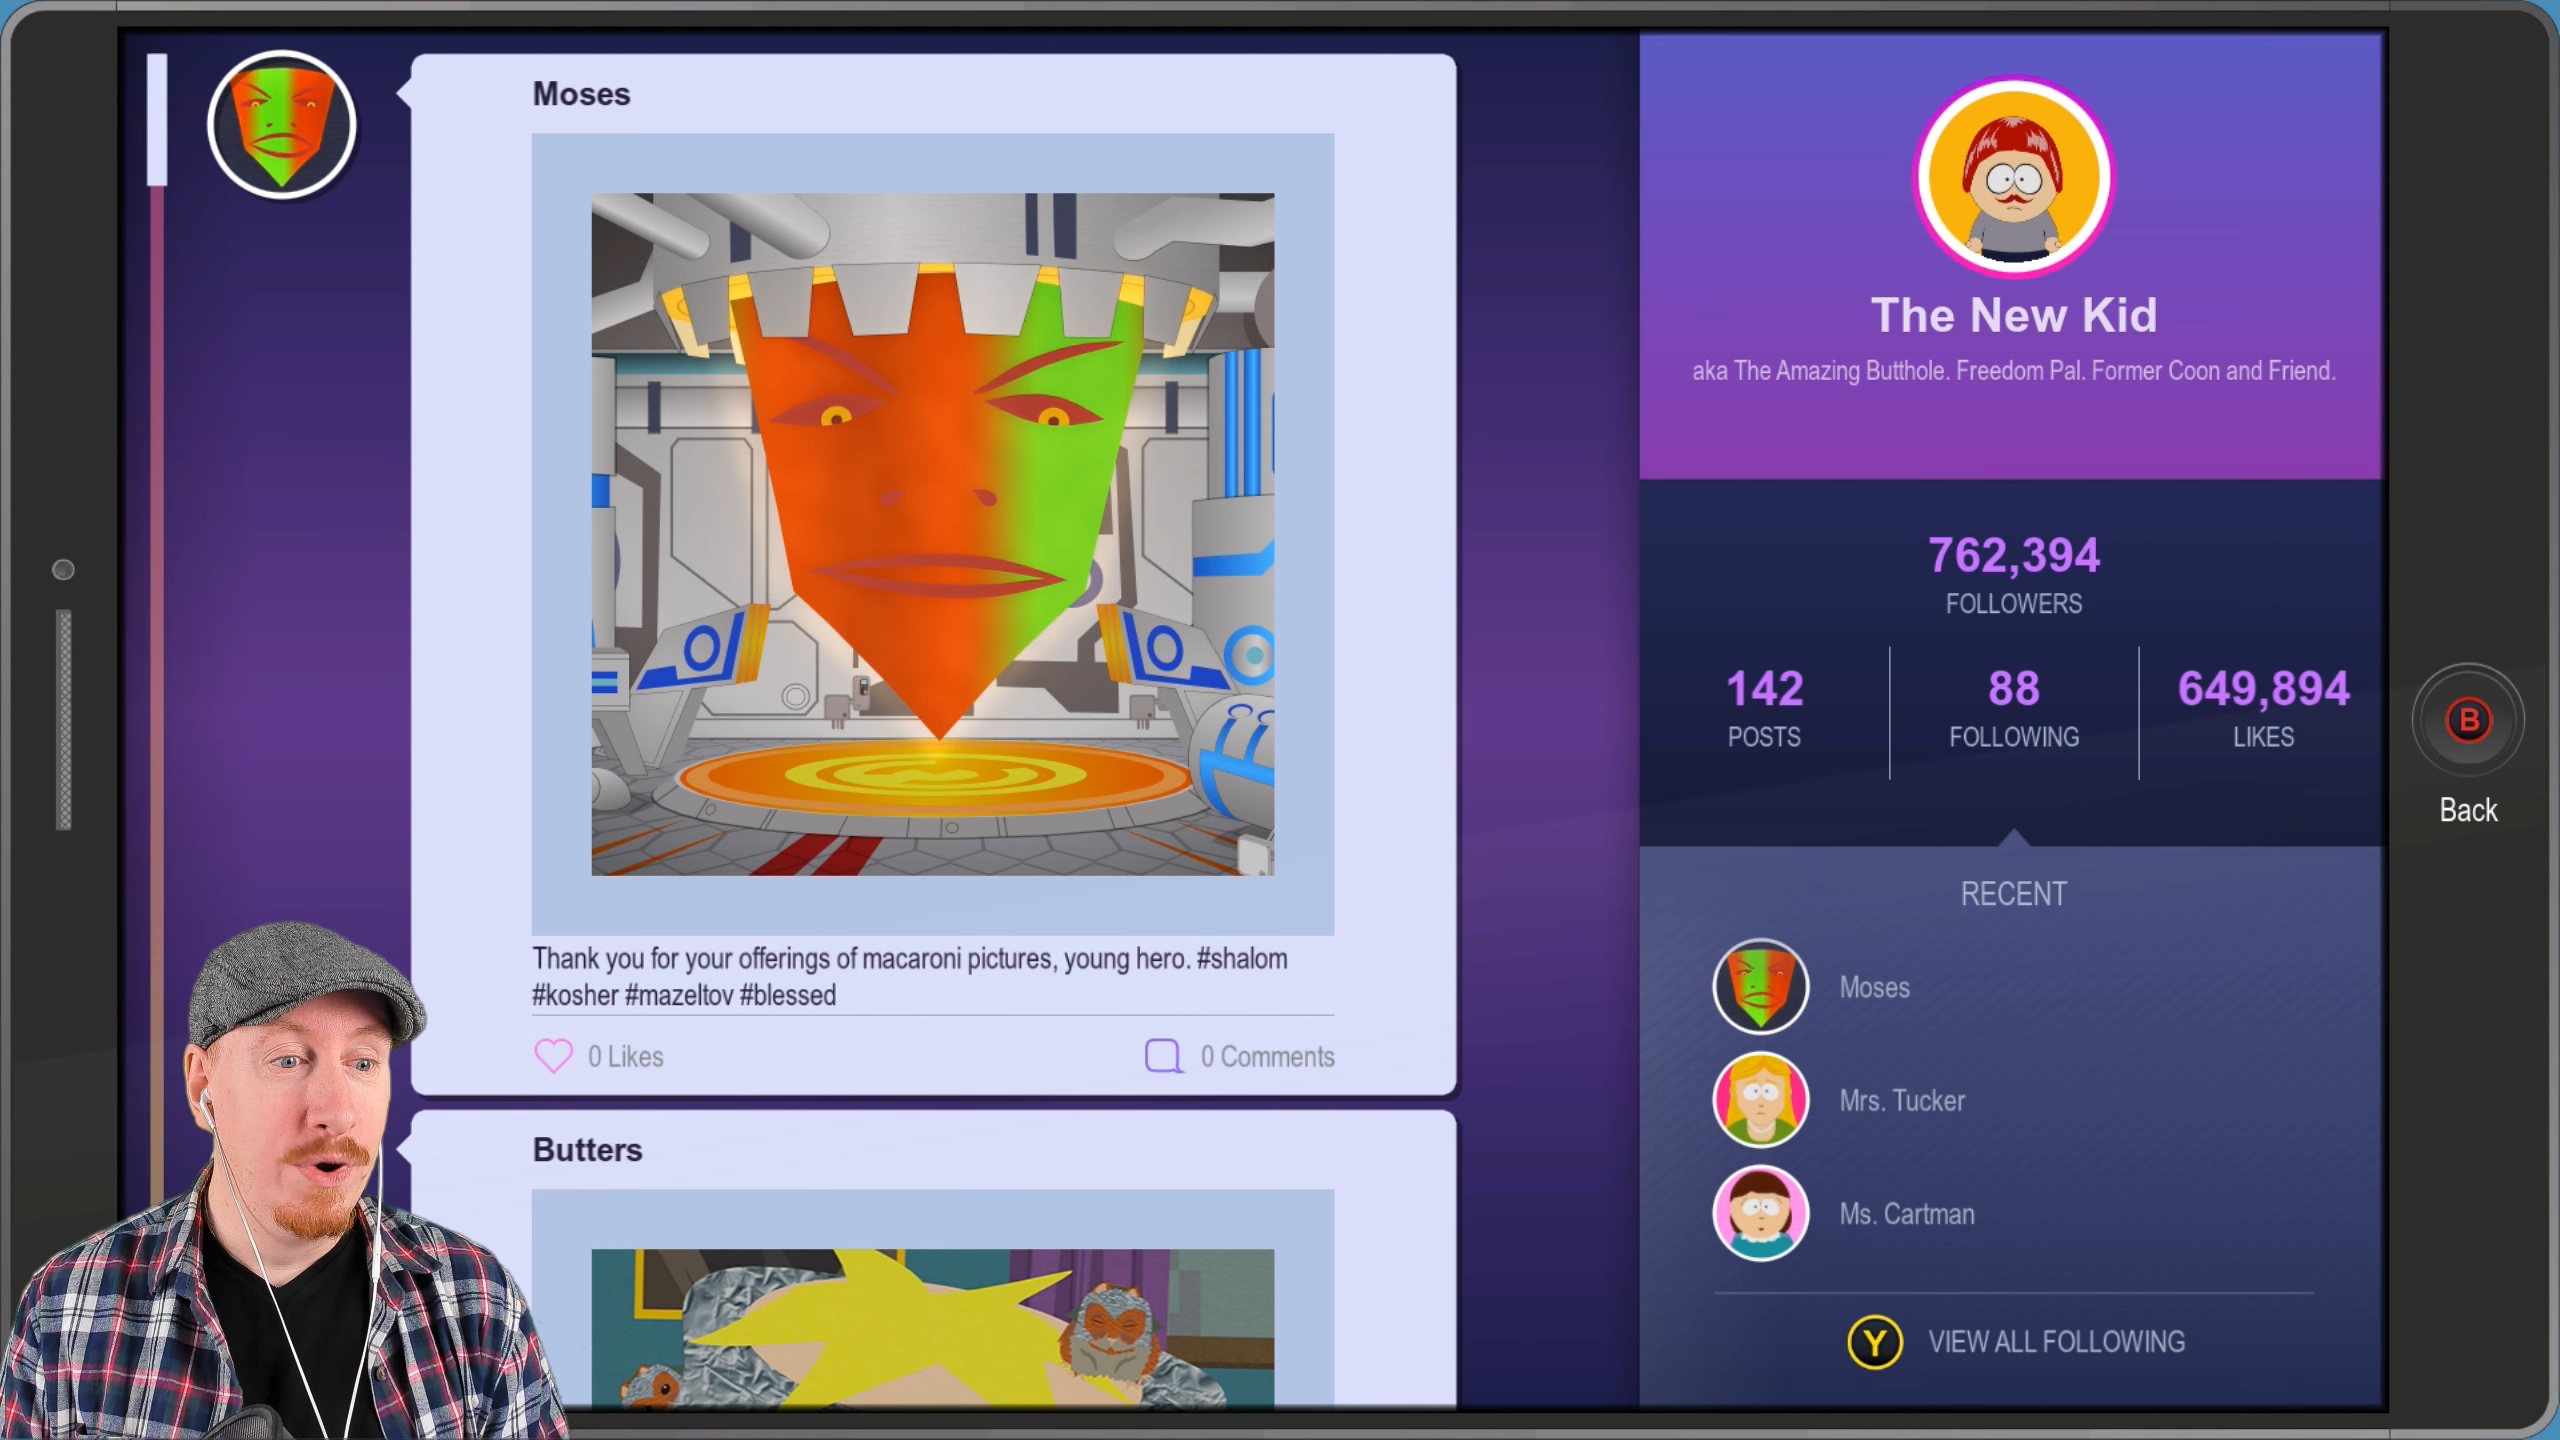 Moses
Thank you for your offerings of macaroni pictures, young hero. #shalom
#kosher #mazeltov #blessed
0 Likes
0 Comments
Butters
The New Kid
aka The Amazing Butthole. Freedom Pal. Former Coon and Friend.
762,394
FOLLOWERS
142
POSTS
88
FOLLOWING
649,894
LIKES
RECENT
Moses
Mrs. Tucker
Ms. Cartman
Y VIEW ALL FOLLOWING
B
Back